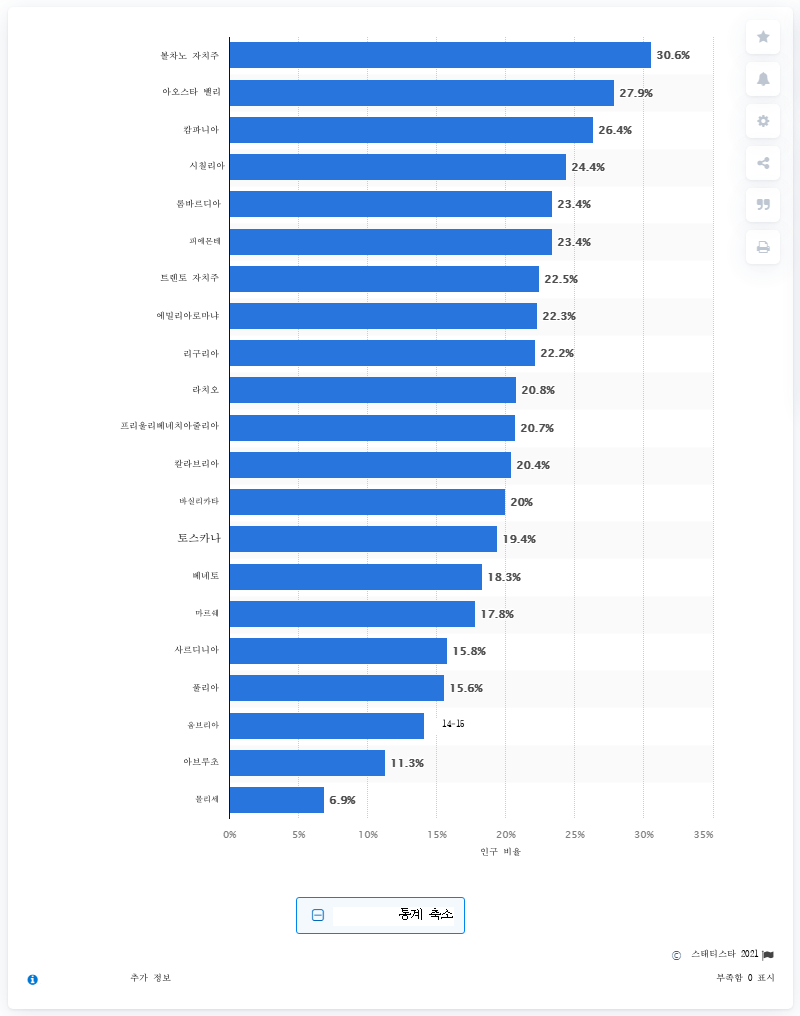 볼차노 자치주 30.6%
아오스타 밸리 27.9%
캄파니아 26.4%
시칠리아 24.4%
롬바르디아 23.4%
피에몬테 23.4%
트렌토 자치주 22.5%
에밀리아로마냐 22.3%
리구리아 22.2%
라치오 20.8%
프리울리베네치아줄리아 20.7%
칼라브리아 20.4%
바실리카타 20%
토스카나 19.4%
베네토 18.3%
마르쉐 17.8%
사르디니아 15.8%
풀리아 15.6%
움브리아 14-15
아브루초 11.3%
몰리세 6.9%
0% 5% 10% 15% 20% 25% 30% 35%
인구 비율
통계 축소
© 스태티스타 2021
추가 정보 부족함 0 표시